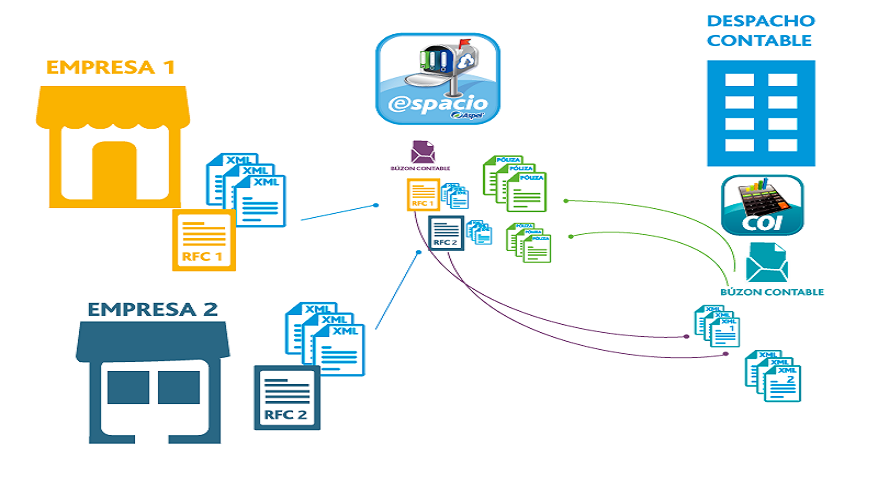 EMPRESA 1
XML
XML
XML
RFC 1
EMPRESA 2
XML
XML
XML
RFC 2
@spacio
Aspel
BÚZON CONTABLE
RFC 1
RFC 2
PÓLIZA
PÓLIZA
PÓLIZA
PÓLIZA
PÓLIZA
PÓLIZA
DESPACHO
CONTABLE
COI
BÚZON CONTABLE
XML
XML
XML
1
XML
XML
XML
2